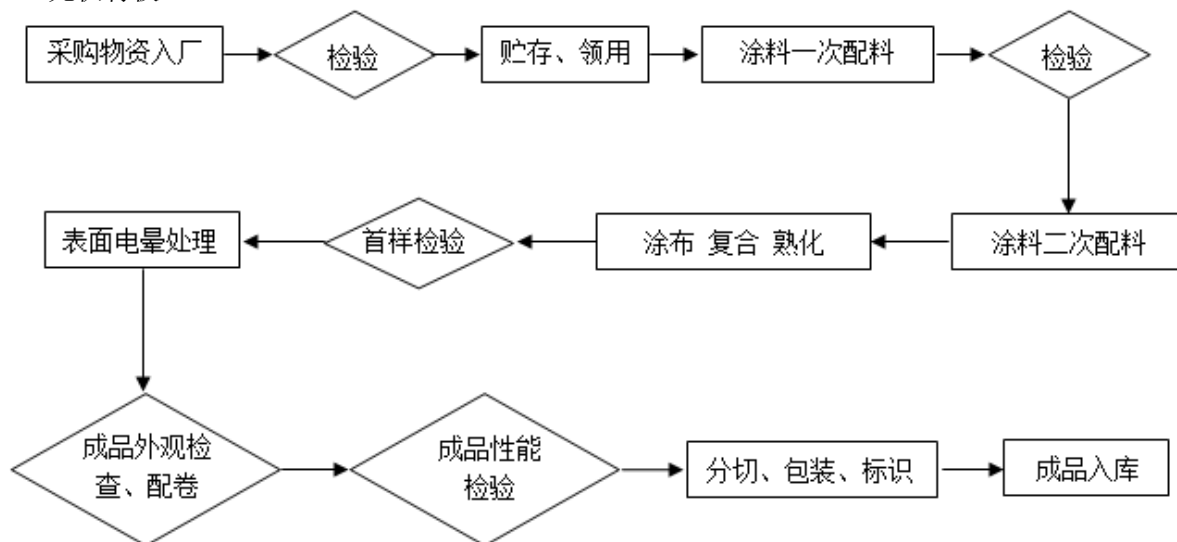 采购物资入厂
检验
贮存、领用
涂料一次配料
检验
涂料二次配料
涂布 复合 熟化
首样检验
表面电晕处理
成品外观检
查、配卷
成品性能
检验
分切、包装、标识
成品入库